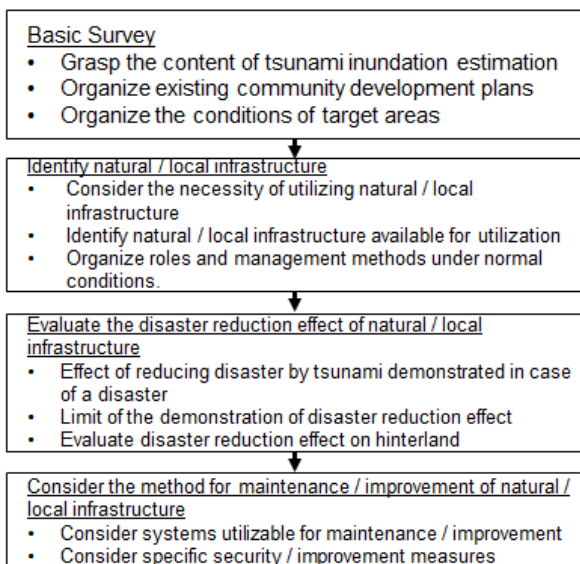 Basic Survey
• Grasp the content of tsunami inundation estimation
• Organize existing community development plans
• Organize the conditions of target areas
Identify natural / local infrastructure
• Consider the necessity of utilizing natural / local
infrastructure
• Identify natural / local infrastructure available for utilization
• Organize roles and management methods under normal
conditions.
Evaluate the disaster reduction effect of natural / local
infrastructure
• Effect of reducing disaster by tsunami demonstrated in case
of a disaster
• Limit of the demonstration of disaster reduction effect
• Evaluate disaster reduction effect on hinterland
Consider the method for maintenance / improvement of natural /
local infrastructure
• Consider systems utilizable for maintenance / improvement
• Consider specific security / improvement measures